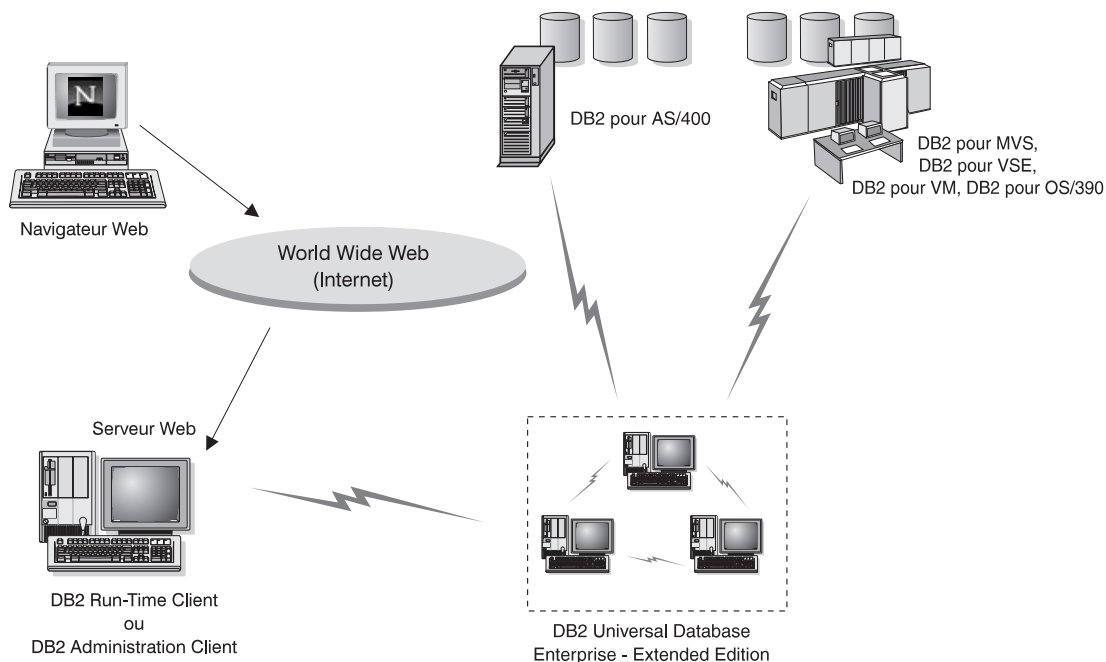 N
DB2 pour AS/400
DB2 pour MVS,
DB2 pour VSE,
DB2 pour VM, DB2 pour OS/390
Navigateur Web
World Wide Web
(Internet)
Serveur Web
DB2 Run-Time Client
ou
DB2 Administration Client
DB2 Universal Database
Enterprise - Extended Edition